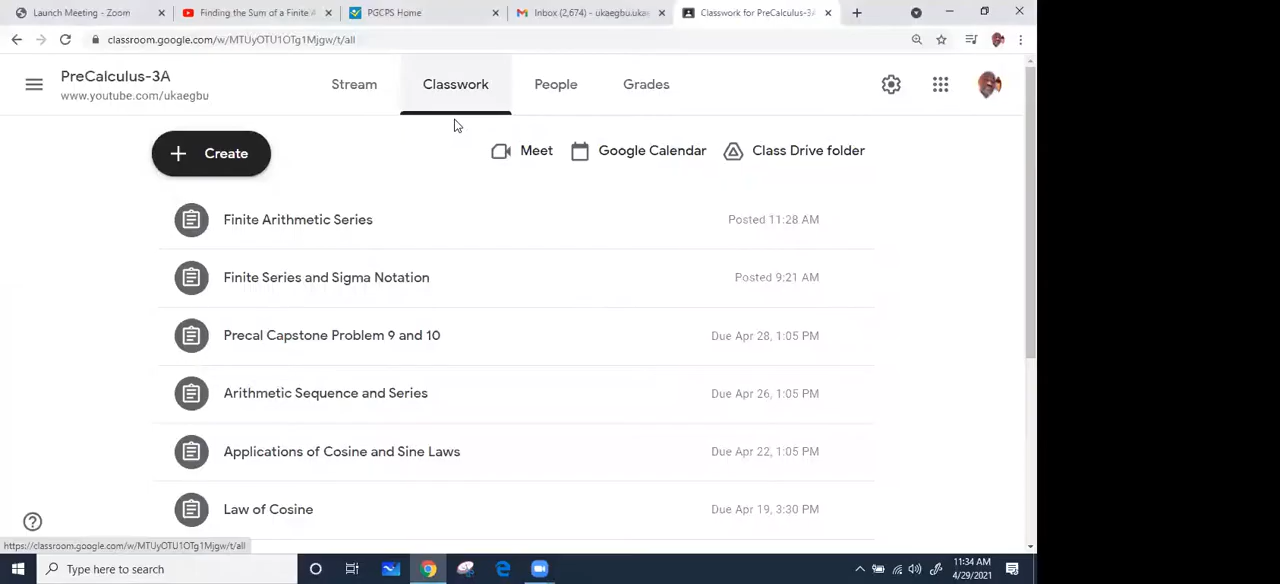 Launch Meeting - Zoom
Finding the Sum of a Finite A
PGCPS Home
Inbox (2,674) - ukaegbu.uka
Classwork for PreCalculus-3A
classroom.google.com/w/MTUyOTU1OTg1Mjgw/t/all
PreCalculus-3A
www.youtube.com/ukaegbu
Stream
Classwork
People
Grades
Create
Meet
Google Calendar
Class Drive folder
Finite Arithmetic Series
Posted 11:28 AM
Finite Series and Sigma Notation
Posted 9:21 AM
Precal Capstone Problem 9 and 10
Due Apr 28, 1:05 PM
Arithmetic Sequence and Series
Due Apr 26, 1:05 PM
Applications of Cosine and Sine Laws
Due Apr 22, 1:05 PM
Law of Cosine
Due Apr 19, 3:30 PM
https://classroom.google.com/w/MTUyOTU1OTg1Mjgw/t/all
Type here to search
11:34 AM
4/29/2021